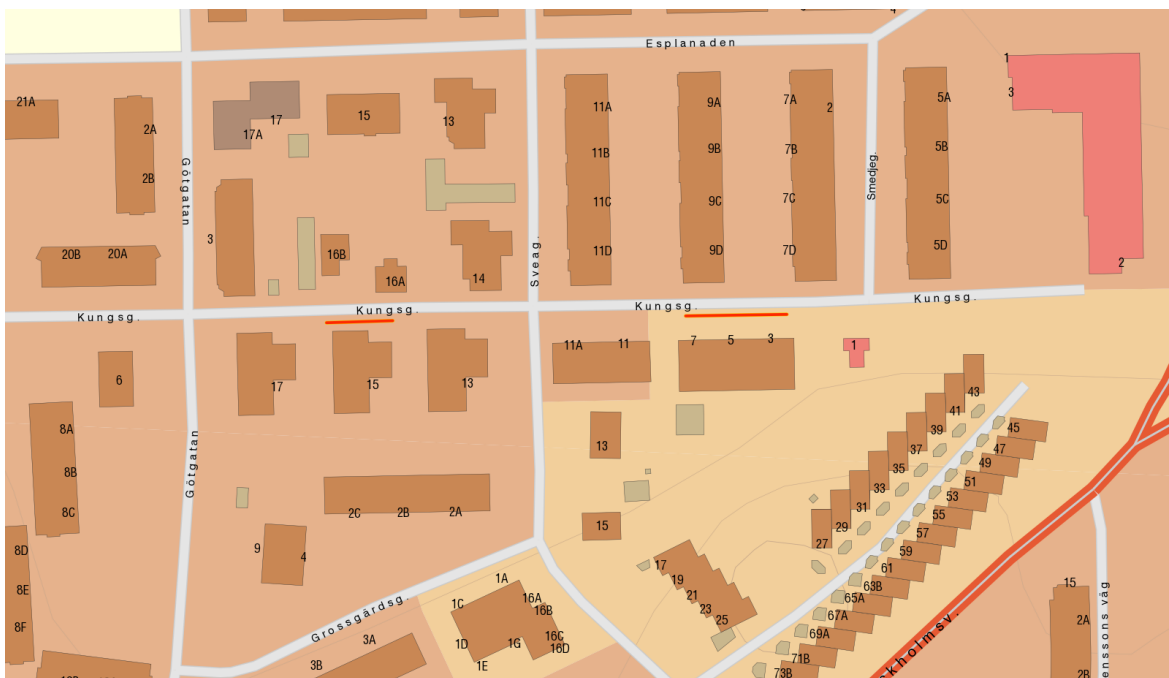 4
Esplanaden
21A
2A
2B
Götgatan
17
17A
15
13
11A
11B
11C
11D
9A
9B
9C
9D
7A
7B
7C
7D
2
Smedjeg.
5A
5B
5C
5D
1
3
2
20B
20A
3
16B
16A
14
Sveag.
Kungsg.
Kungsg.
Kungsg.
Kungsg.
6
17
15
13
11A
11
7
5
3
1
8A
8B
8C
Götgatan
13
15
2C
2B
2A
9
4
8D
8E
8F
43
41
39
37
35
33
31
29
27
45
47
49
51
53
55
57
59
61
63B
65A
67A
69A
71B
73B
17
19
21
23
25
1A
1C
1D
1E
1G
16A
16B
16C
16D
Grossgårdsg.
3A
3B
ckholmsv.
15
2A
2B
enssons väg